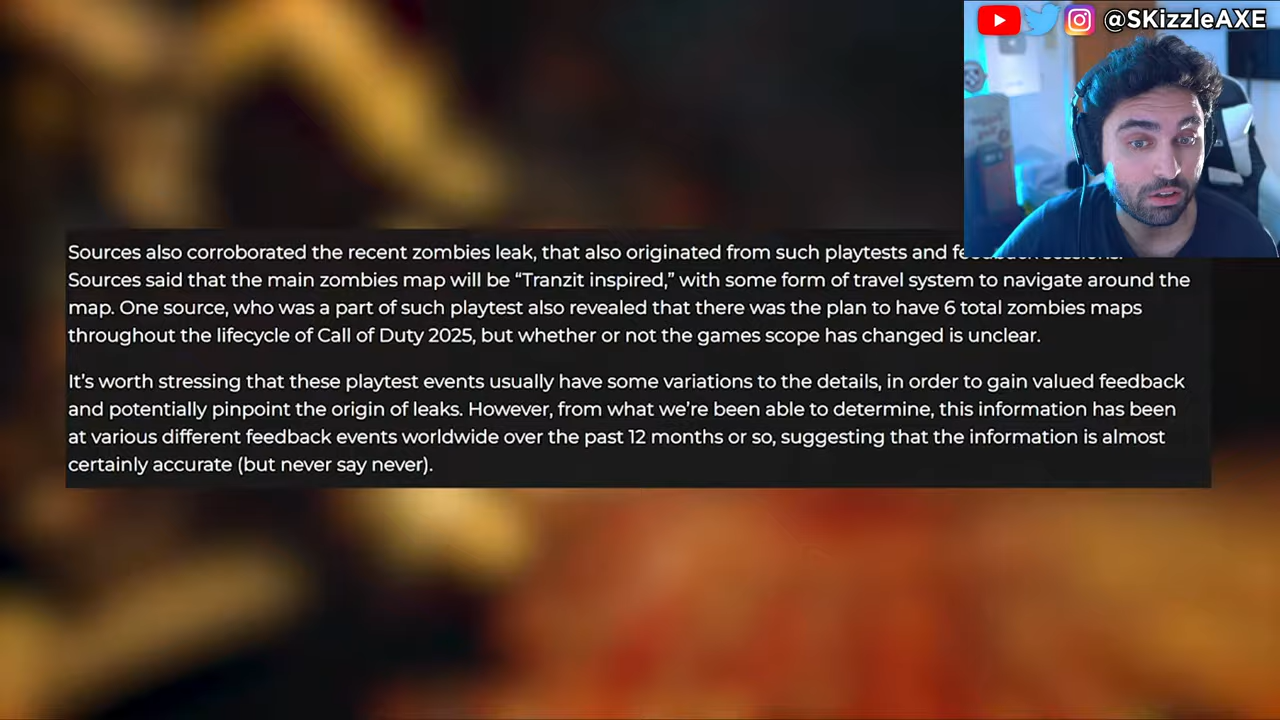 @SKizzleAXE
Sources also corroborated the recent zombies leak, that also originated from such playtests and
Sources said that the main zombies map will be “Tranzit inspired,” with some form of travel system to navigate around the
map. One source, who was a part of such playtest also revealed that there was the plan to have 6 total zombies maps
throughout the lifecycle of Call of Duty 2025, but whether or not the games scope has changed is unclear.
It’s worth stressing that these playtest events usually have some variations to the details, in order to gain valued feedback
and potentially pinpoint the origin of leaks. However, from what we’re been able to determine, this information has been
at various different feedback events worldwide over the past 12 months or so, suggesting that the information is almost
certainly accurate (but never say never).